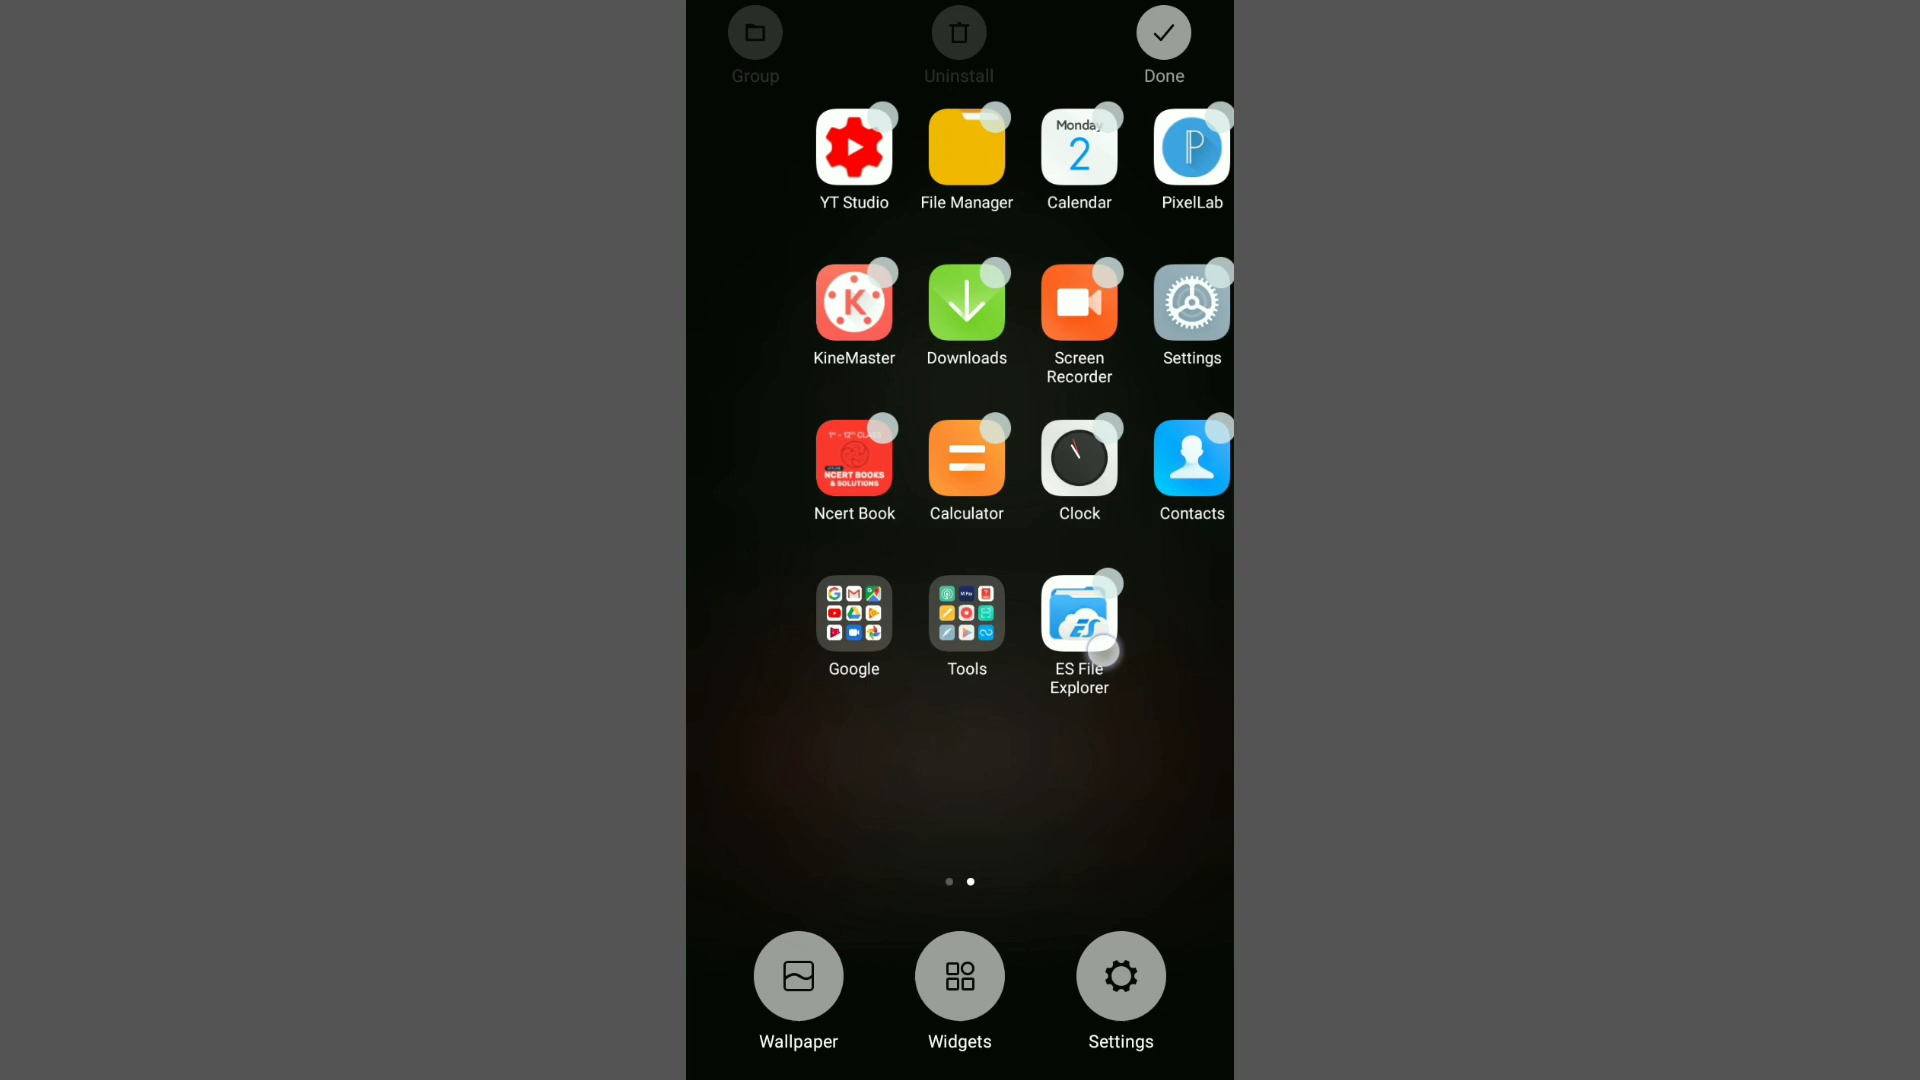 Group
Uninstall
Done
Monday
2
YT Studio
File Manager
Calendar
PixelLab
KineMaster
Downloads
Screen
Recorder
Settings
NCERT BOOKS
& SOLUTIONS
Ncert Book
Calculator
Clock
Contacts
ES
Google
Tools
ES File
Explorer
Wallpaper
Widgets
Settings